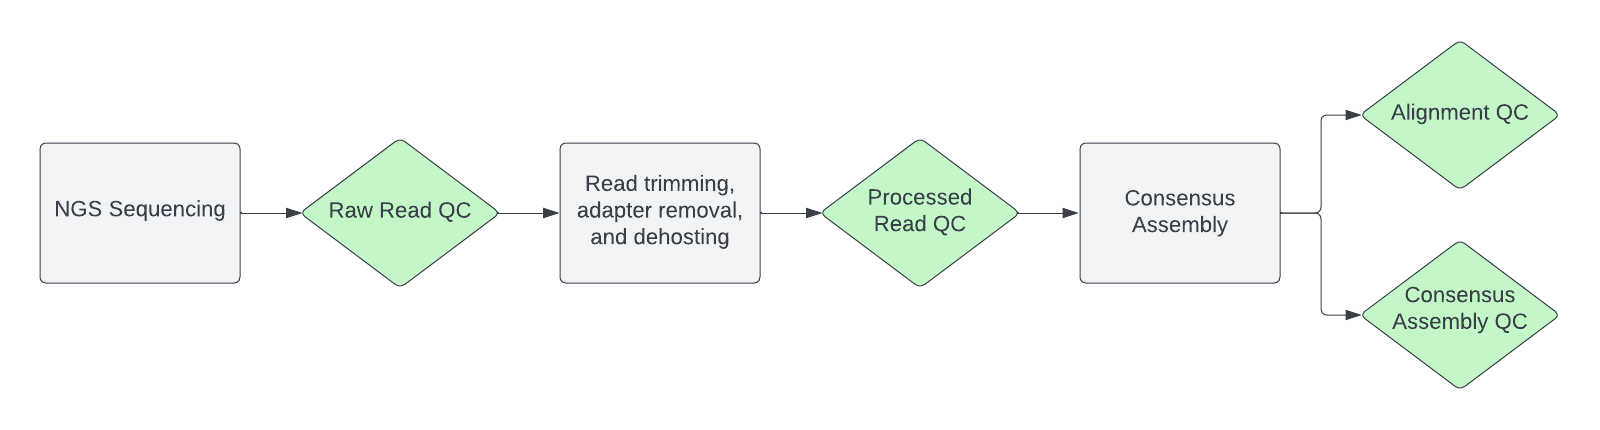 NGS Sequencing
Raw Read QC
Read trimming,
adapter removal,
and dehosting
Processed
Read QC
Consensus
Assembly
Alignment QC
Consensus
Assembly QC